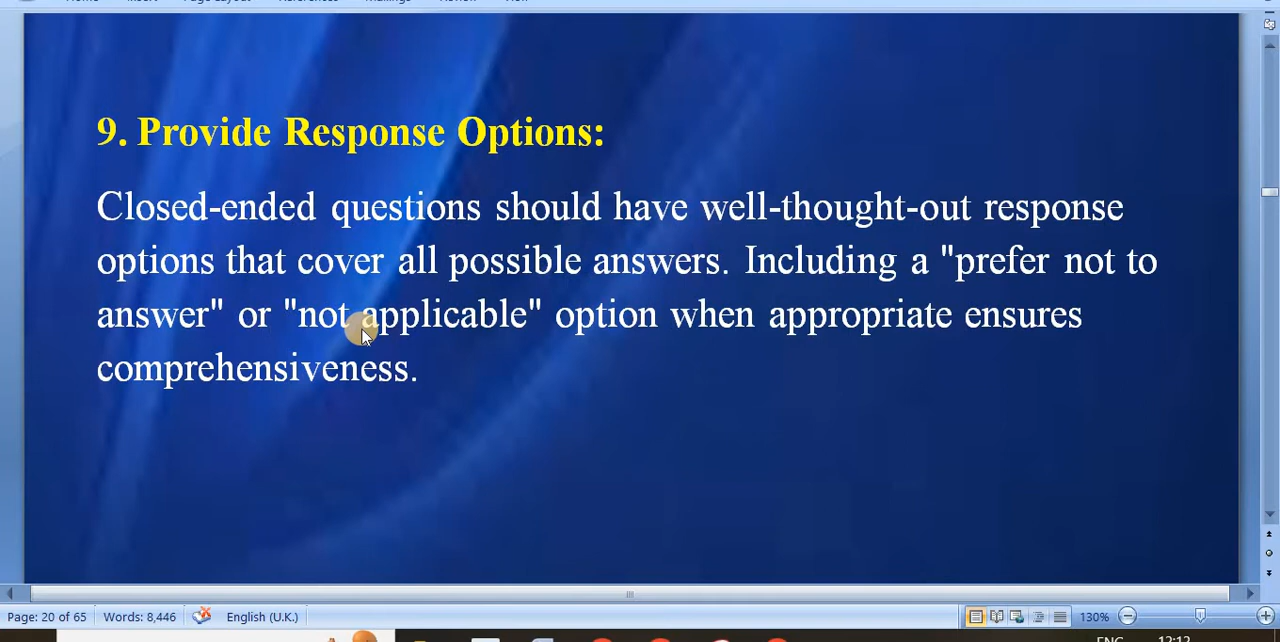 9. Provide Response Options:
Closed-ended questions should have well-thought-out response
options that cover all possible answers. Including a "prefer not to
answer" or "not applicable" option when appropriate ensures
comprehensiveness.
Page: 20 of 65 Words: 8,446 English (U.K.) 130%